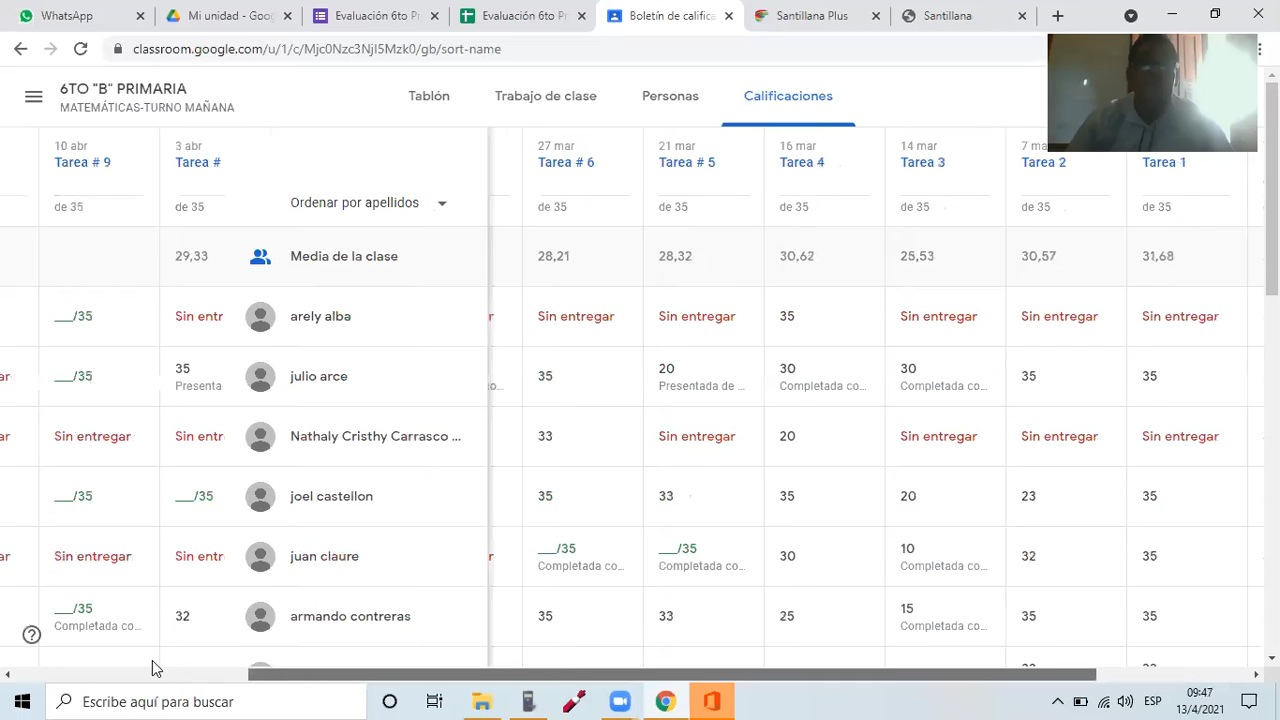 Mi unidad - Goog
Evaluación 6to Pr
Evaluación 6to P
Boletín de califica
Santillana Plus
Santillana
classroom.google.com/u/1/c/Mjc0Nzc3NjI5Mzk0/gb/sort-name
6TO "B" PRIMARIA
MATEMÁTICAS-TURNO MAÑANA
Tablón Trabajo de clase Personas Calificaciones
10 abr 3 abr 27 mar 21 mar 16 mar 14 mar 7 ma
Tarea # 9 Tarea # Tarea # 6 Tarea # 5 Tarea 4 Tarea 3 Tarea 2 Tarea 1
Ordenar por apellidos
de 35 de 35 de 35 de 35 de 35 de 35 de 35 de 35
29,33 Media de la clase 28,21 28,32 30,62 25,53 30,57 31,68
___/35 Sin entr arely alba Sin entregar Sin entregar 35 Sin entregar Sin entregar Sin entregar
ar ___/35 35 julio arce 35 20 30 30 35 35
Presenta Presentada de ... Completada co... Completada co...
ar Sin entregar Sin entr Nathaly Cristhy Carrasco ... 33 Sin entregar 20 Sin entregar Sin entregar Sin entregar
___/35 ___/35 joel castellon 35 33 35 20 23 35
ar Sin entregar Sin entr juan claure ___/35 ___/35 30 10 32 35
Completada co... Completada co... Completada co...
___/35 32 armando contreras 35 33 25 15 35 35
Completada co... Completada co...
Escribe aquí para buscar
ESP
09:47
13/4/2021